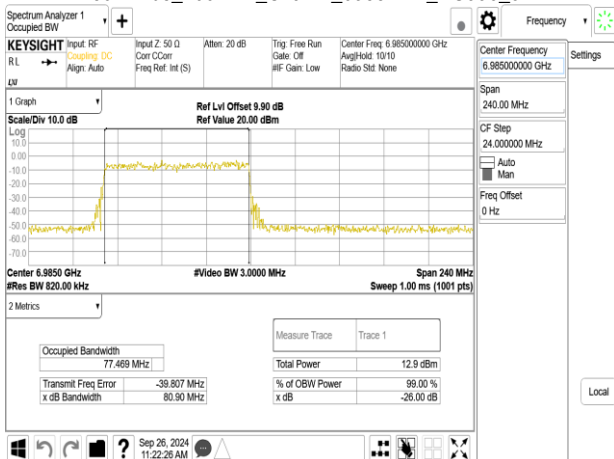 Spectrum Analyzer 1
Occupied BW
Frequency
KEYSIGHT
RL
Input: RF
Coupling: DC
Align: Auto
Input Z: 50 Ω
Corr CCorr
Freq Ref: Int (S)
Atten: 20 dB
Trig: Free Run
Gate: Off
#IF Gain: Low
Center Freq: 6.985000000 GHz
Avg|Hold: 10/10
Radio Std: None
Center Frequency
6.985000000 GHz
Settings
Span
240.00 MHz
CF Step
24.000000 MHz
Auto
Man
Freq Offset
0 Hz
Local
1 Graph
Scale/Div 10.0 dB
Ref Lvl Offset 9.90 dB
Ref Value 20.00 dBm
Log
10.0
0.00
-10.0
-20.0
-30.0
-40.0
-50.0
-60.0
-70.0
Center 6.9850 GHz
#Video BW 3.0000 MHz
Span 240 MHz
#Res BW 820.00 kHz
Sweep 1.00 ms (1001 pts)
2 Metrics
Measure Trace
Trace 1
Occupied Bandwidth
77.469 MHz
Total Power
12.9 dBm
Transmit Freq Error
-39.807 MHz
% of OBW Power
99.00 %
x dB Bandwidth
80.90 MHz
x dB
-26.00 dB
Sep 26, 2024
11:22:26 AM